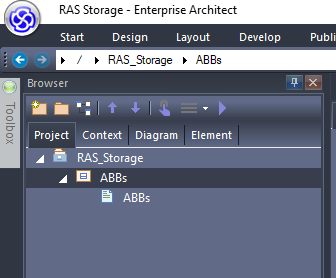 RAS Storage - Enterprise Architect
Start Design Layout Develop Publi
/ RAS_Storage ABBs
Toolbox
Browser
Project Context Diagram Element
RAS_Storage
ABBs
ABBs